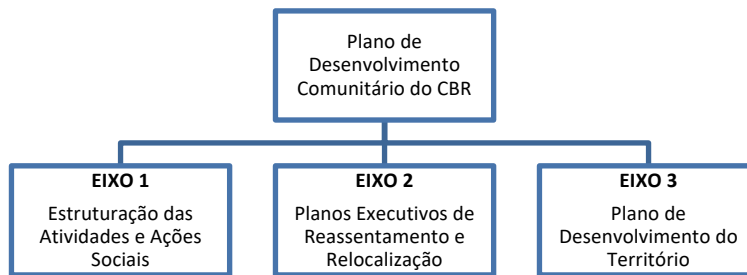 Plano de
Desenvolvimento
Comunitário do CBR
EIXO 1
Estruturação das
Atividades e Ações
Sociais
EIXO 2
Planos Executivos de
Reassentamento e
Relocalização
EIXO 3
Plano de
Desenvolvimento do
Território